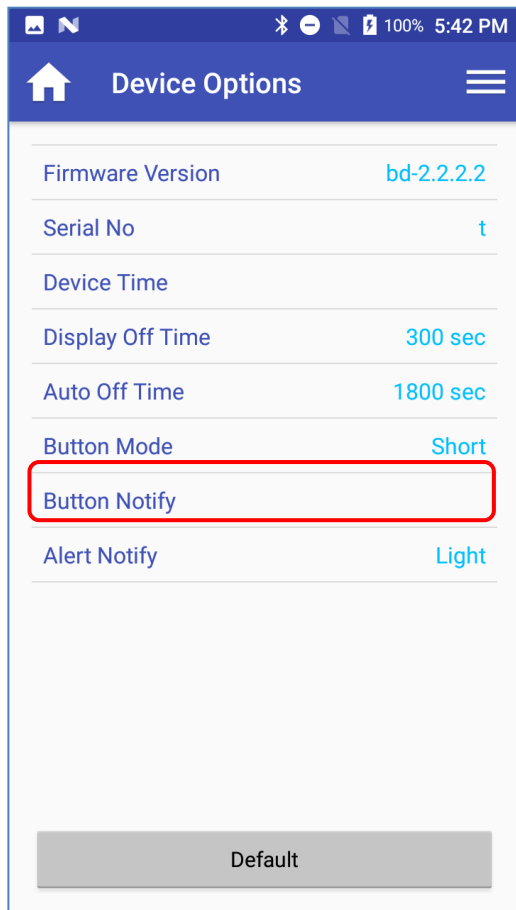 100% 5:42 PM
Device Options
Firmware Version bd-2.2.2.2
Serial No t
Device Time
Display Off Time 300 sec
Auto Off Time 1800 sec
Button Mode Short
Button Notify
Alert Notify Light
Default